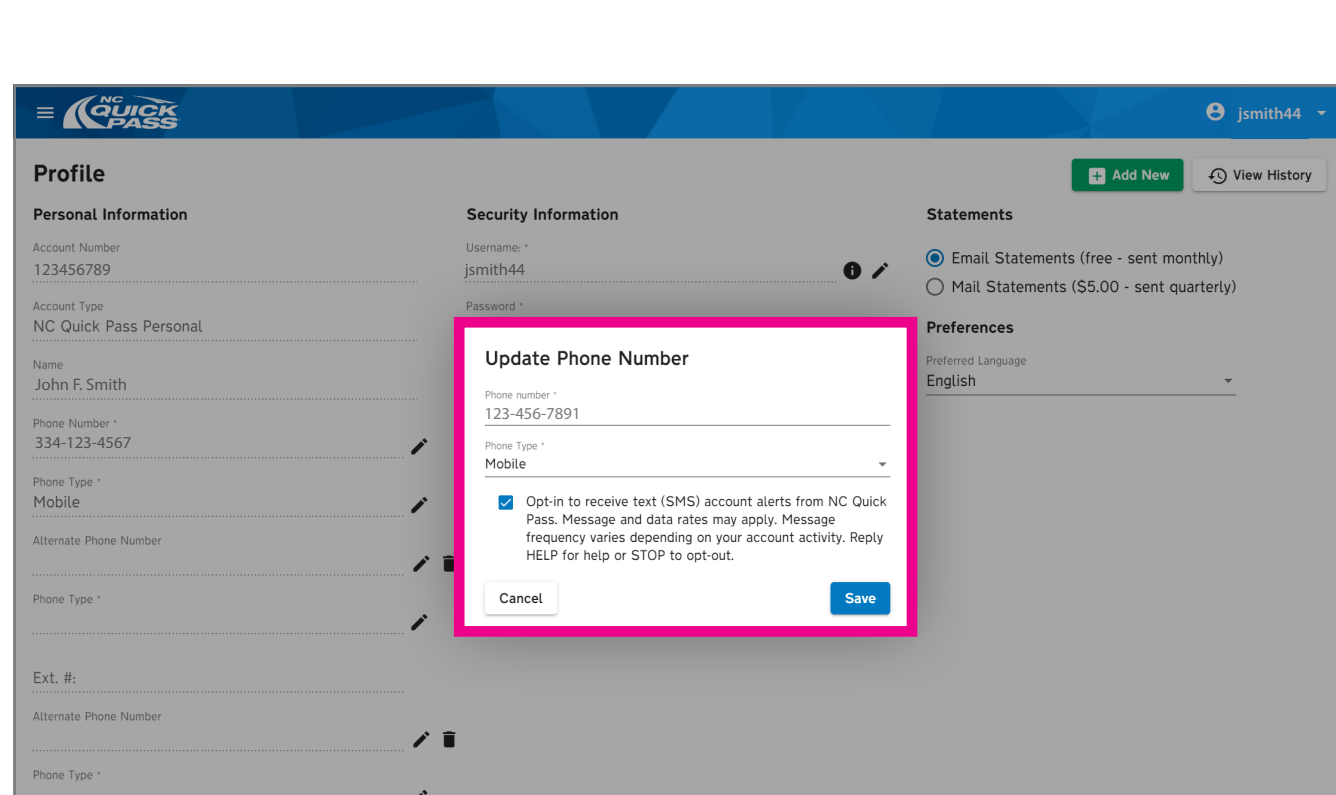 NC
QUICK
PASS
jsmith44
Profile
Add New
View History
Personal Information
Account Number
123456789
Account Type
NC Quick Pass Personal
Name
John F. Smith
Phone Number *
334-123-4567
Phone Type *
Mobile
Alternate Phone Number
Phone Type *
Ext. #:
Alternate Phone Number
Phone Type *
Security Information
Username: *
jsmith44
Password *
Update Phone Number
Phone number *
123-456-7891
Phone Type *
Mobile
Opt-in to receive text (SMS) account alerts from NC Quick
Pass. Message and data rates may apply. Message
frequency varies depending on your account activity. Reply
HELP for help or STOP to opt-out.
Cancel
Save
Statements
Email Statements (free - sent monthly)
Mail Statements ($5.00 - sent quarterly)
Preferences
Preferred Language
English